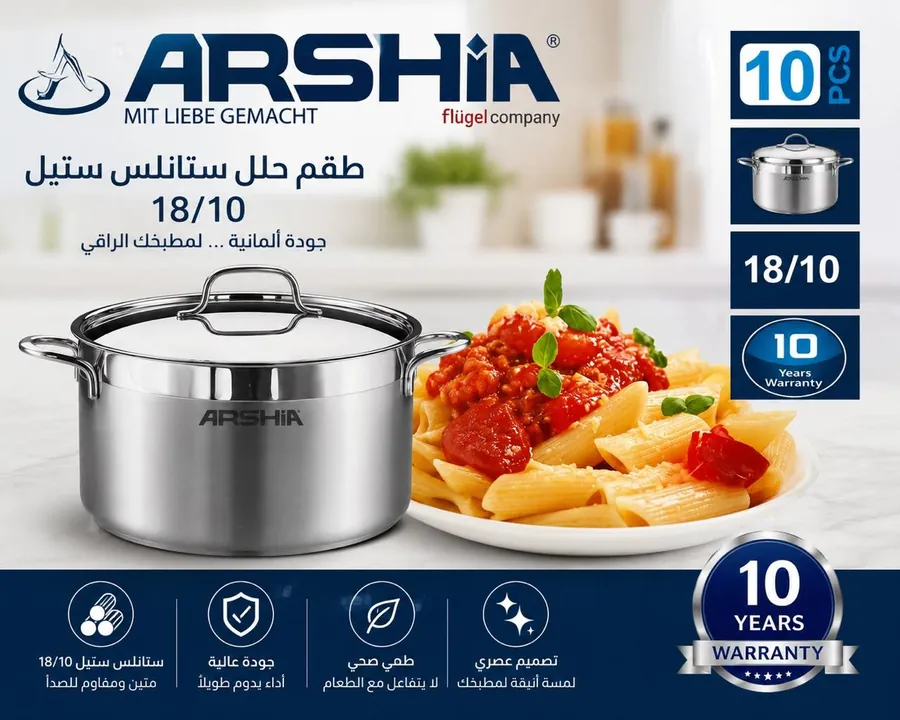 ARSHIA®
MIT LIEBE GEMACHT
flügel company
طقم حلل ستانلس ستيل
18/10
جودة ألمانية ... لمطبخك الراقي
10 PCS
ARSHIA
18/10
10
Years
Warranty
ARSHIA
ستانلس ستيل 18/10
متين ومقاوم للصدأ
جودة عالية
أداء يدوم طويلاً
طهي صحي
لا يتفاعل مع الطعام
تصميم عصري
لمسة أنيقة لمطبخك
10
YEARS
WARRANTY